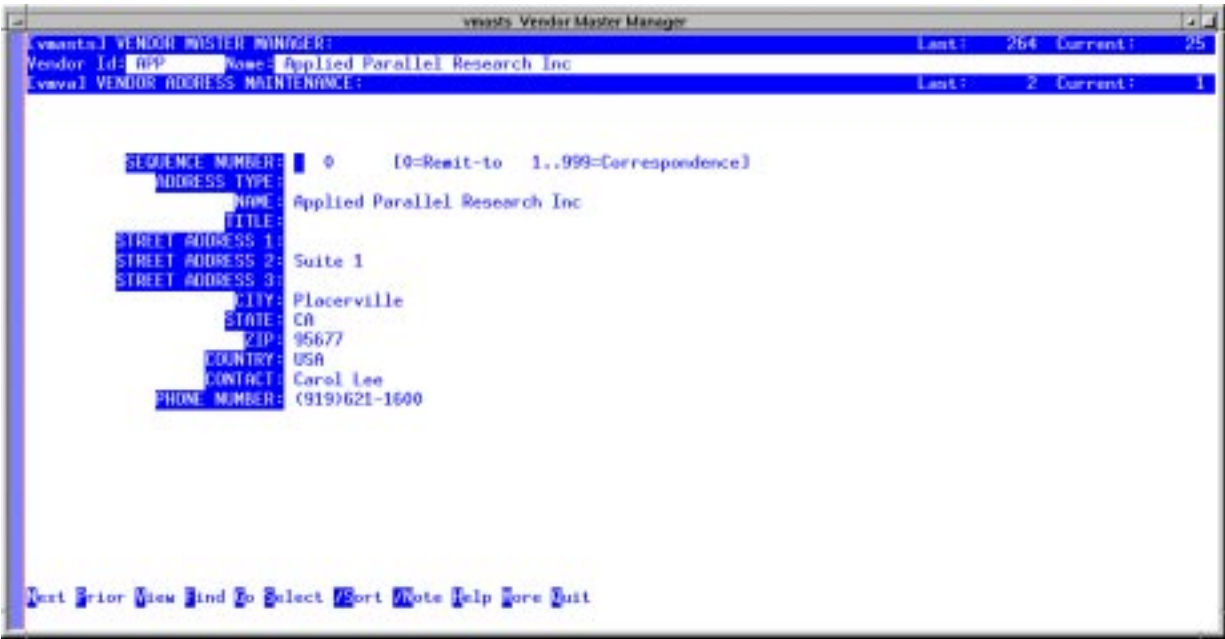 vmasts Vendor Master Manager
[vmasts] VENDOR MASTER MANAGER: Last: 264 Current: 25
Vendor Id: APP Name: Applied Parallel Research Inc
[vmva] VENDOR ADDRESS MAINTENANCE: Last: 2 Current: 1
SEQUENCE NUMBER: 0 [0=Remit-to 1..999=Correspondence]
ADDRESS TYPE:
NAME: Applied Parallel Research Inc
TITLE:
STREET ADDRESS 1:
STREET ADDRESS 2: Suite 1
STREET ADDRESS 3:
CITY: Placerville
STATE: CA
ZIP: 95677
COUNTRY: USA
CONTACT: Carol Lee
PHONE NUMBER: (919)621-1600
Next Prior View Find Go Select /Sort /Note Help More Quit